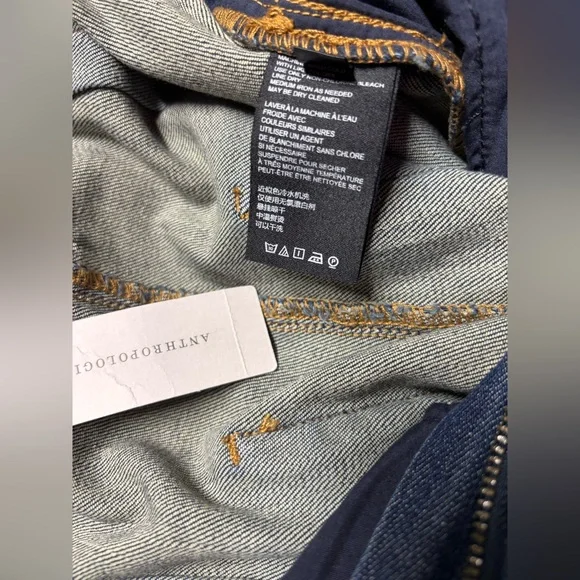 MACHINE
WITH LIKE
USE ONLY NON-CHLORINE BLEACH
LINE DRY
MEDIUM IRON AS NEEDED
MAY BE DRY CLEANED
LAVER À LA MACHINE À L'EAU
FROIDE AVEC
COULEURS SIMILAIRES
UTILISER UN AGENT
DE BLANCHIMENT SANS CHLORE
SI NÉCESSAIRE
SUSPENDRE POUR SÉCHER
À TRÈS MOYENNE TEMPÉRATURE
PEUT-ÊTRE ÊTRE NETTOYÉE SEC
近似色冷水机洗
仅使用无氯漂白剂
悬挂晾干
中温熨烫
可以干洗
ANTHROPOLOGI